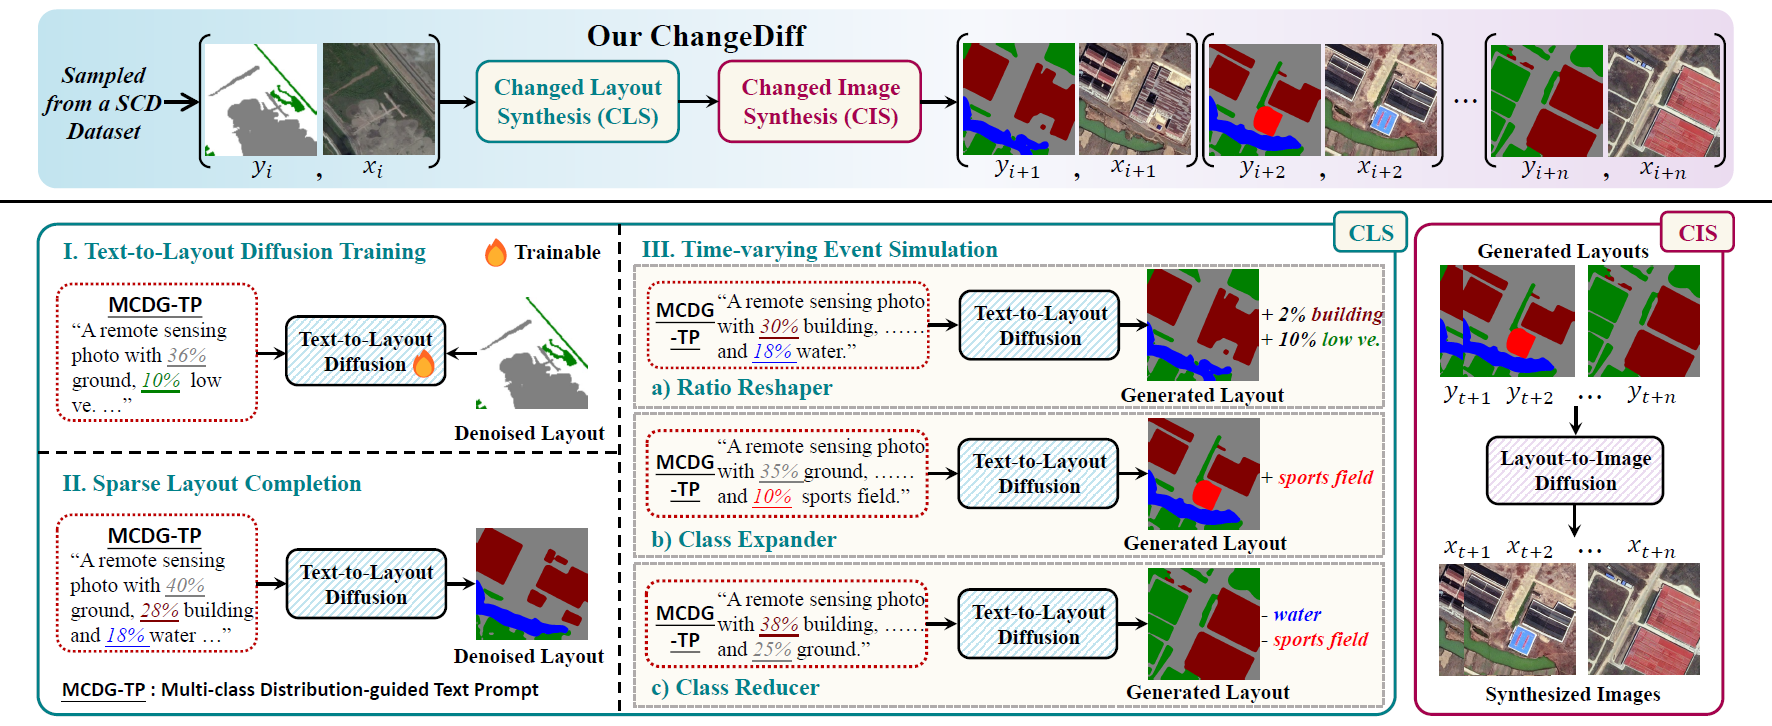 Our ChangeDiff
Sampled
from a SCD
Dataset
Changed Layout
Synthesis (CLS)
Changed Image
Synthesis (CIS)
...
y_i , x_i
y_{i+1} , x_{i+1}
y_{i+2} , x_{i+2}
y_{i+n} , x_{i+n}
CLS
I. Text-to-Layout Diffusion Training
Trainable
MCDG-TP
“A remote sensing
photo with 36%
ground, 10% low
ve. …”
Text-to-Layout
Diffusion
Denoised Layout
II. Sparse Layout Completion
MCDG-TP
“A remote sensing
photo with 40%
ground, 28% building
and 18% water …”
Text-to-Layout
Diffusion
Denoised Layout
MCDG-TP : Multi-class Distribution-guided Text Prompt
III. Time-varying Event Simulation
MCDG
-TP
“A remote sensing photo
with 30% building, ……
and 18% water.”
Text-to-Layout
Diffusion
+ 2% building
+ 10% low ve.
a) Ratio Reshaper
Generated Layout
MCDG
-TP
“A remote sensing photo
with 35% ground, ……
and 10% sports field.”
Text-to-Layout
Diffusion
+ sports field
b) Class Expander
Generated Layout
MCDG
-TP
“A remote sensing photo
with 38% building, ……
and 25% ground.”
Text-to-Layout
Diffusion
- water
- sports field
c) Class Reducer
Generated Layout
CIS
Generated Layouts
y_{t+1} y_{t+2} ... y_{t+n}
Layout-to-Image
Diffusion
x_{t+1} x_{t+2} ... x_{t+n}
Synthesized Images